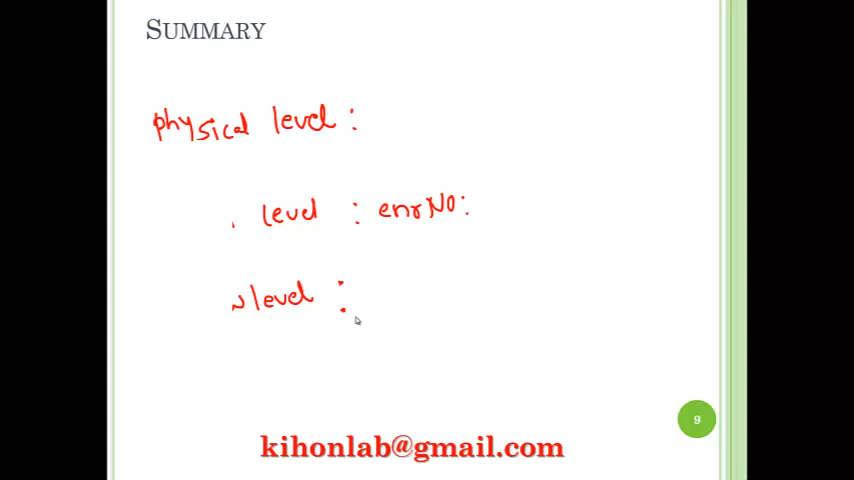 SUMMARY
physical level:
level : enrNo:
level :
9
kihonlab@gmail.com